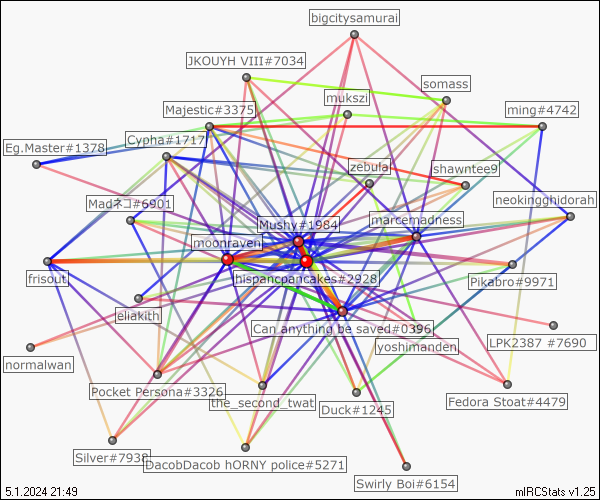 bigcitysamurai
JKOUYH VIII#7034
somass
mukszi
Majestic#3375
ming#4742
Cypha#1717
Eg.Master#1378
zebula
shawntee9
Madネコ#6901
neokingghidorah
Mushy#1984
marcemadness
moonraven
frisout
hispancpancakes#2928
Pikabro#9971
eliakith
Can anything be saved#0396
LPK2387 #7690
yoshimanden
normalwan
Pocket Persona#3326
the_second_twat
Duck#1245
Fedora Stoat#4479
Silver#7938
DacobDacob hORNY police#5271
Swirly Boi#6154
5.1.2024 21:49
mIRCStats v1.25